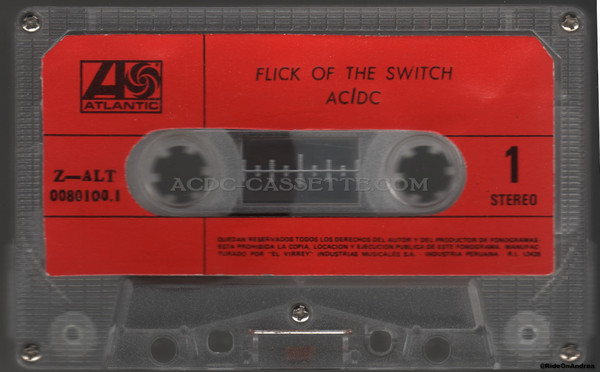 FLICK OF THE SWITCH
AC/DC
ATLANTIC
Z—ALT
0080100.1
1
STEREO
ACDC-CASSETTE.COM
QUEDAN RESERVADOS TODOS LOS DERECHOS DEL AUTOR Y DEL PRODUCTOR DE FONOGRAMAS-
ESTA PROHIBIDA LA COPIA, LOCACION Y EJECUCION PUBLICA DE ESTE FONOGRAMA. MANUFAC-
TURADO POR "EL VIRREY" INDUSTRIAS MUSICALES S.A. - INDUSTRIA PERUANA - R.I. 10628
©RideOnAndrea